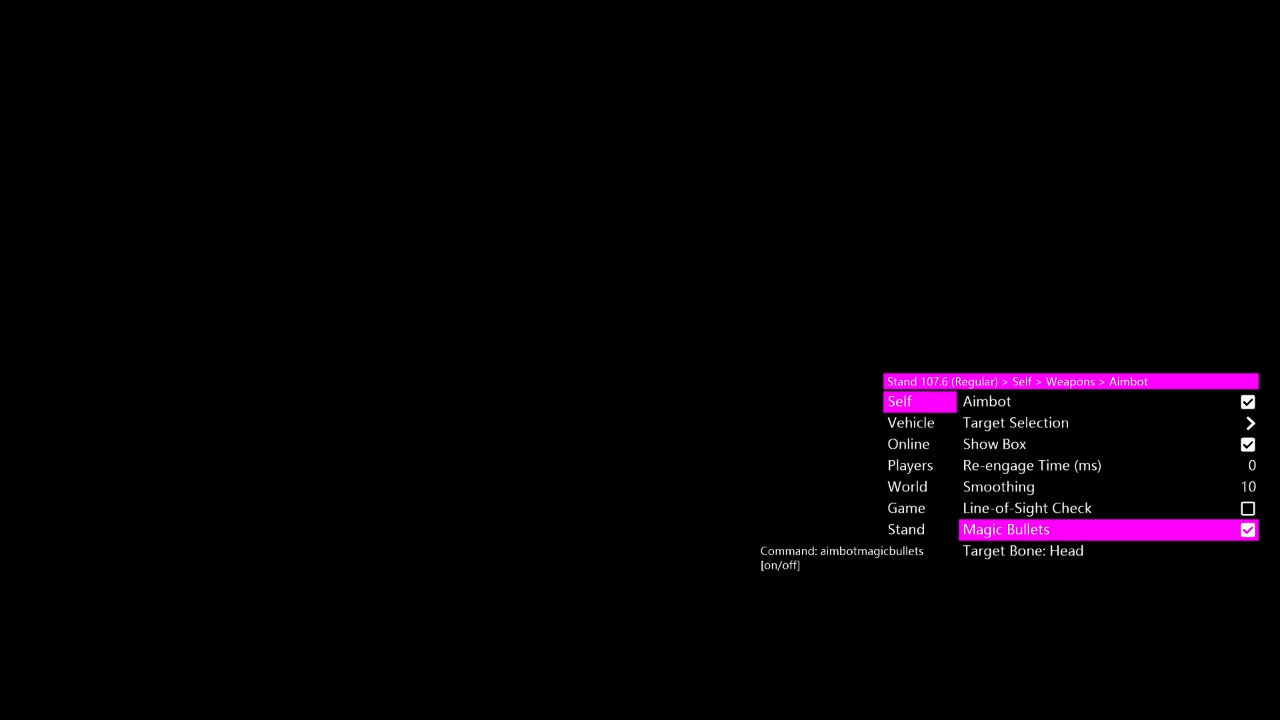 Stand 107.6 (Regular) > Self > Weapons > Aimbot
Self Aimbot
Vehicle Target Selection
Online Show Box
Players Re-engage Time (ms) 0
World Smoothing 10
Game Line-of-Sight Check
Stand Magic Bullets
Command: aimbotmagicbullets Target Bone: Head
[on/off]